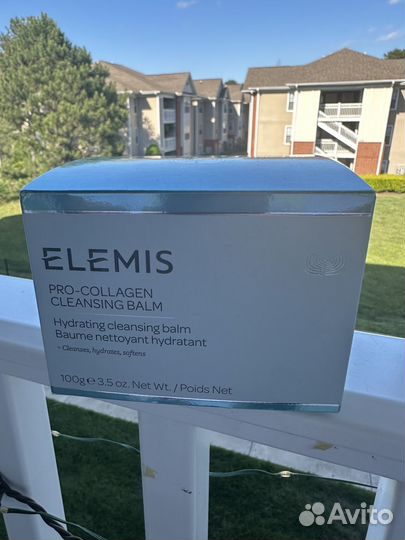 ELEMIS
PRO-COLLAGEN
CLEANSING BALM
Hydrating cleansing balm
Baume nettoyant hydratant
~ Cleanses, hydrates, softens
100g e 3.5 oz. Net Wt. / Poids Net
Avito